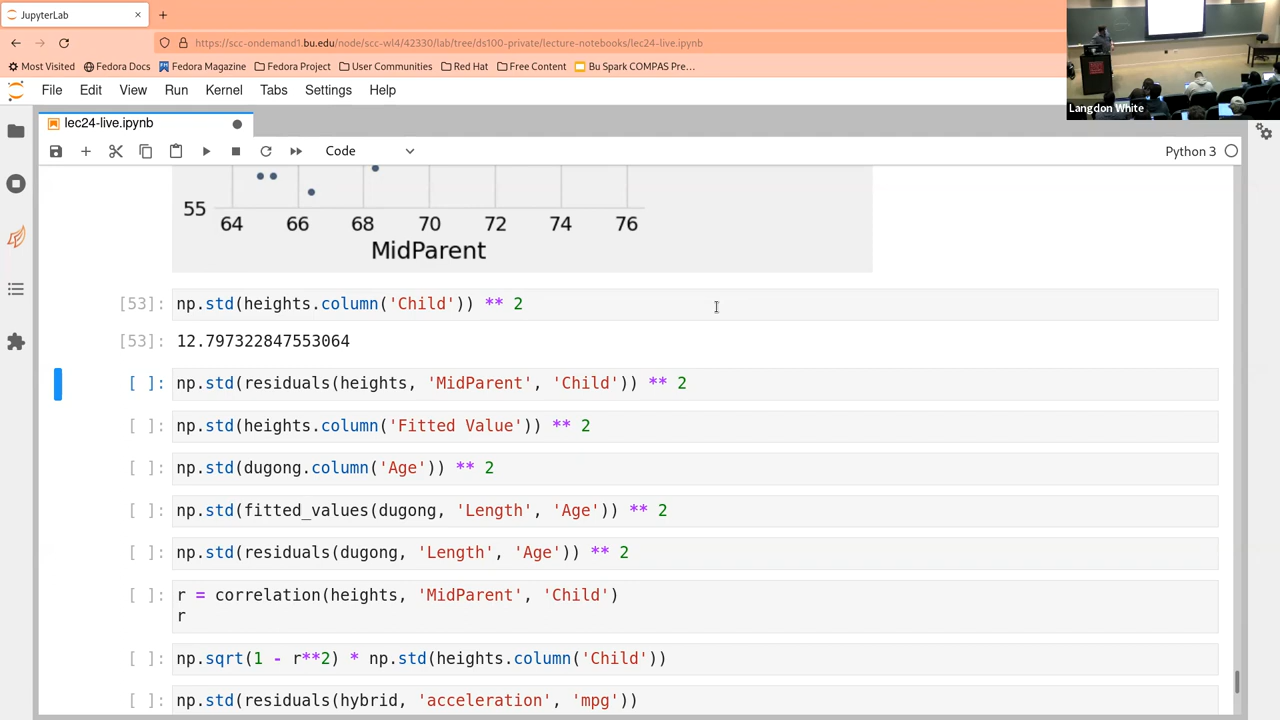 JupyterLab
https://scc-ondemand1.bu.edu/node/scc-wl4/42330/lab/tree/ds100-private/lecture-notebooks/lec24-live.ipynb
Most Visited Fedora Docs Fedora Magazine Fedora Project User Communities Red Hat Free Content Bu Spark COMPAS Pre…
Langdon White
File Edit View Run Kernel Tabs Settings Help
lec24-live.ipynb
Code Python 3
55
64 66 68 70 72 74 76
MidParent
[53]: np.std(heights.column('Child')) ** 2
[53]: 12.797322847553064
[ ]: np.std(residuals(heights, 'MidParent', 'Child')) ** 2
[ ]: np.std(heights.column('Fitted Value')) ** 2
[ ]: np.std(dugong.column('Age')) ** 2
[ ]: np.std(fitted_values(dugong, 'Length', 'Age')) ** 2
[ ]: np.std(residuals(dugong, 'Length', 'Age')) ** 2
[ ]: r = correlation(heights, 'MidParent', 'Child')
r
[ ]: np.sqrt(1 - r**2) * np.std(heights.column('Child'))
[ ]: np.std(residuals(hybrid, 'acceleration', 'mpg'))